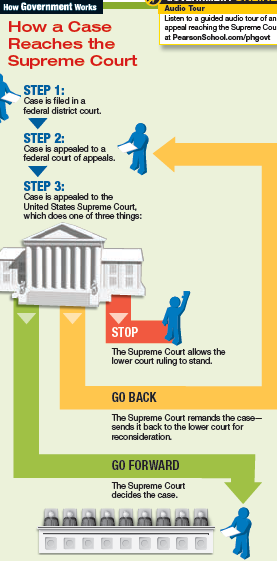 How Government Works
Audio Tour
Listen to a guided audio tour of an
appeal reaching the Supreme
at PearsonSchool.com/phgovt
How a Case
Reaches the
Supreme Court
STEP 1:
Case is filed in a
federal district court.
STEP 2:
Case is appealed to a
federal court of appeals.
STEP 3:
Case is appealed to the
United States Supreme Court,
which does one of three things:
STOP
The Supreme Court allows the
lower court ruling to stand.
GO BACK
The Supreme Court remands the case—
sends it back to the lower court for
reconsideration.
GO FORWARD
The Supreme Court
decides the case.